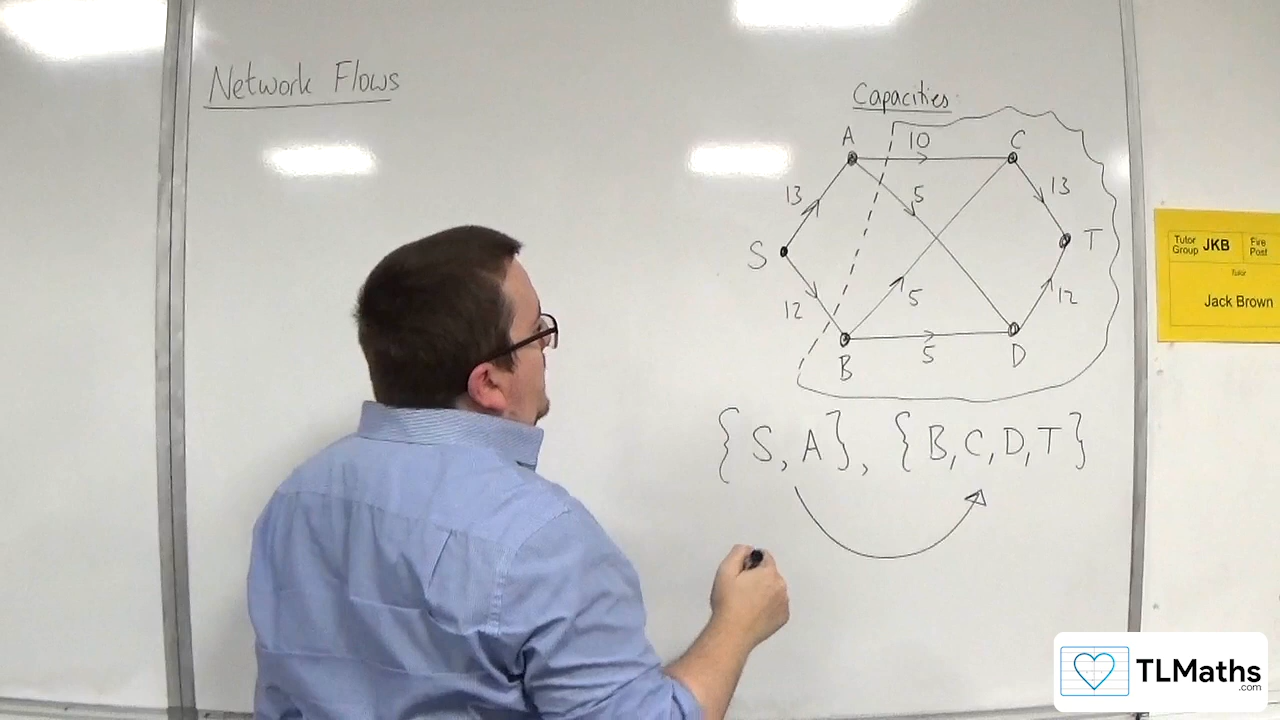 Network Flows
Capacities
A
10
C
13
5
13
S
T
12
5
12
B
5
D
{ S, A }, { B, C, D, T }
Tutor Group JKB Fire Post
Tutor
Jack Brown
TLMaths
.com